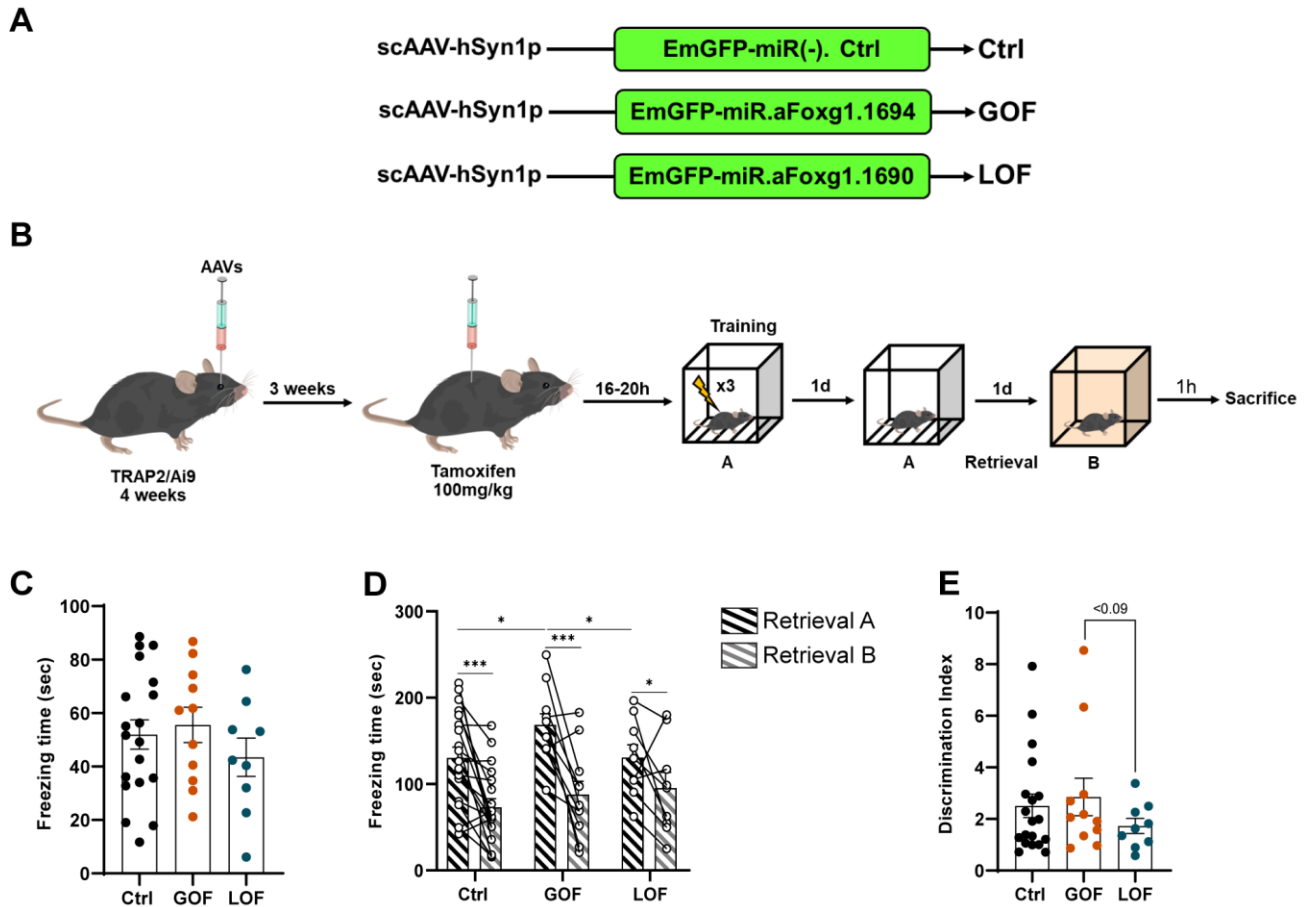 A
scAAV-hSyn1p EmGFP-miR(-). Ctrl Ctrl
scAAV-hSyn1p EmGFP-miR.aFoxg1.1694 GOF
scAAV-hSyn1p EmGFP-miR.aFoxg1.1690 LOF
B
AAVs
3 weeks
TRAP2/Ai9
4 weeks
Tamoxifen
100mg/kg
16-20h
Training
x3
A
1d
A
1d
Retrieval
B
1h
Sacrifice
C
Freezing time (sec)
100
80
60
40
20
0
Ctrl GOF LOF
D
Freezing time (sec)
300
200
100
0
* *
*** *** *
Ctrl GOF LOF
Retrieval A
Retrieval B
E
Discrimination Index
10
8
6
4
2
0
<0.09
Ctrl GOF LOF